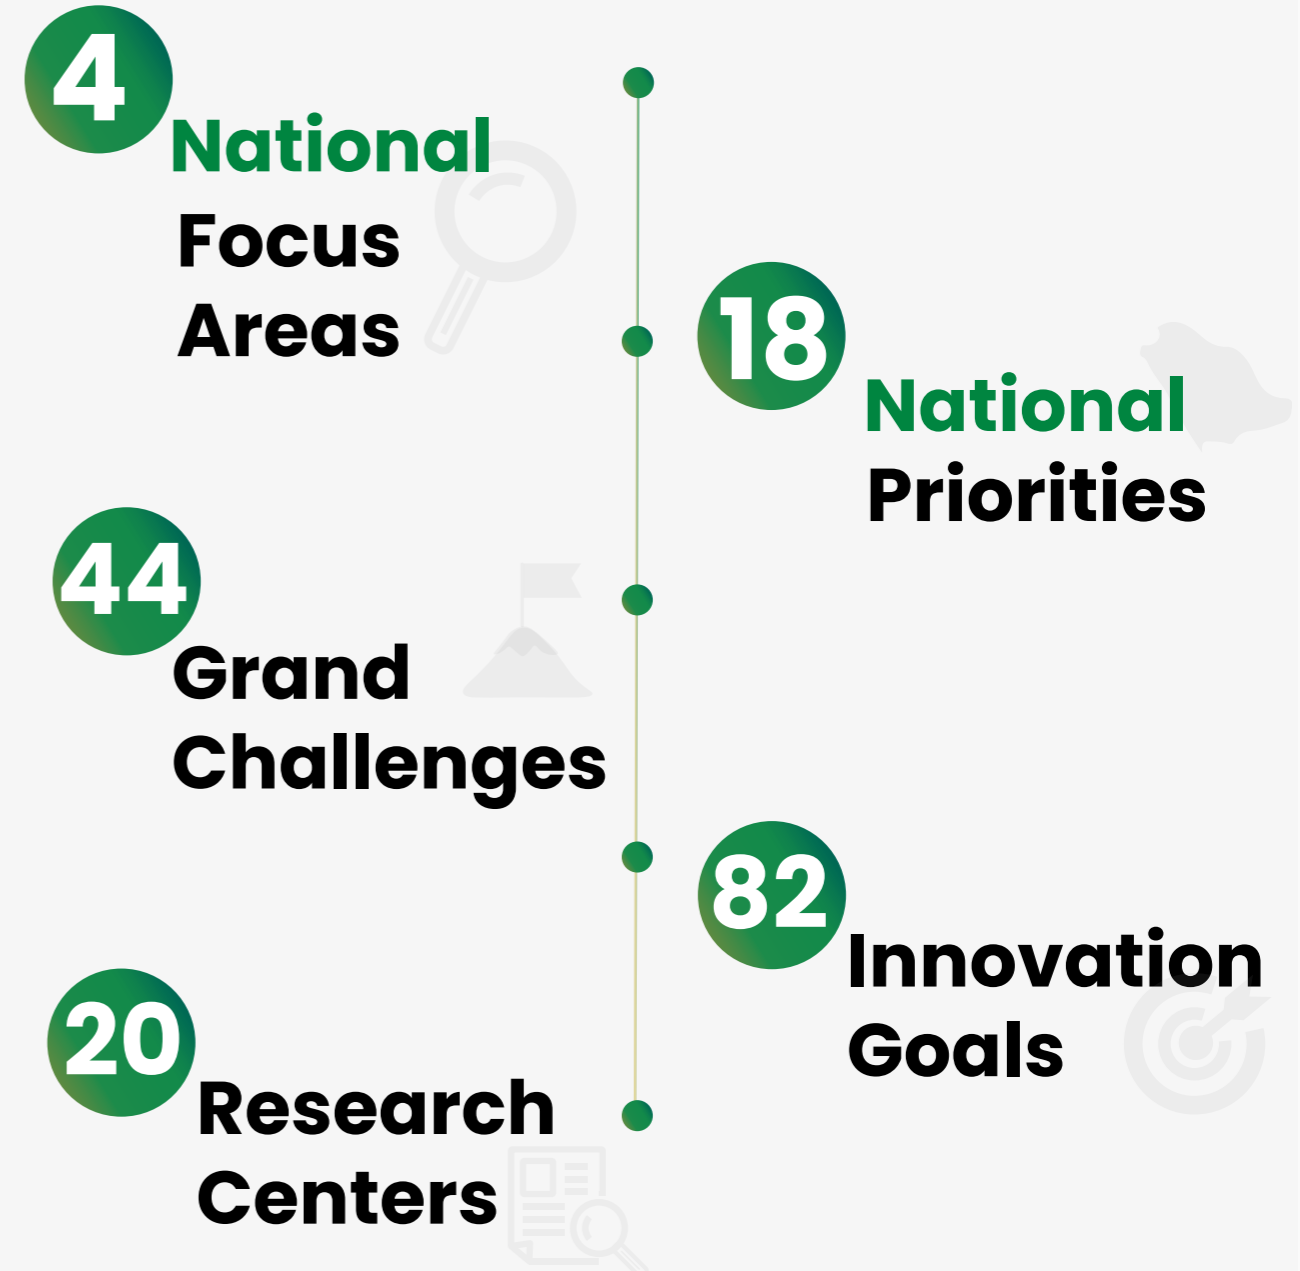 4
National
Focus
Areas
18
National
Priorities
44
Grand
Challenges
82
Innovation
Goals
20
Research
Centers